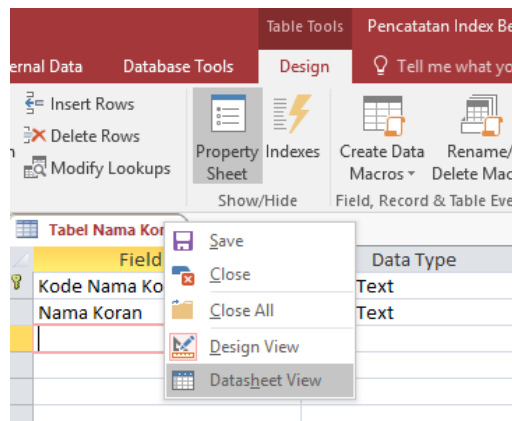 Table Tools Pencatatan Index Be
ernal Data Database Tools Design Tell me what yo
Insert Rows
Delete Rows
Modify Lookups
Property Sheet
Indexes
Create Data Macros
Rename/
Delete Mac
Show/Hide
Field, Record & Table Eve
Tabel Nama Kor
Save
Close
Close All
Design View
Datasheet View
Field
Data Type
Kode Nama Ko
Text
Nama Koran
Text